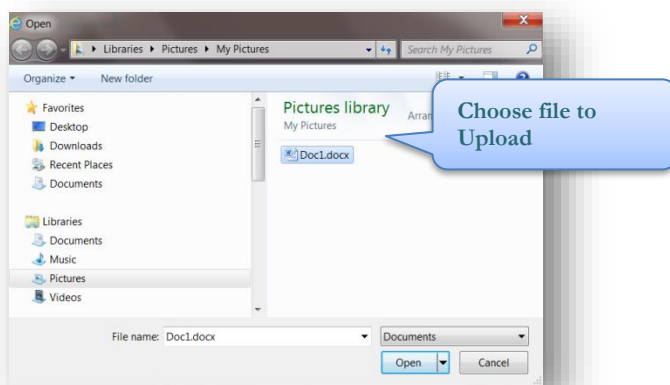 Open
Libraries ▸ Pictures ▸ My Pictures
Search My Pictures
Organize
New folder
Favorites
Desktop
Downloads
Recent Places
Documents
Libraries
Documents
Music
Pictures
Videos
Pictures library
My Pictures
Arran
Doc1.docx
Choose file to
Upload
File name: Doc1.docx
Documents
Open
Cancel